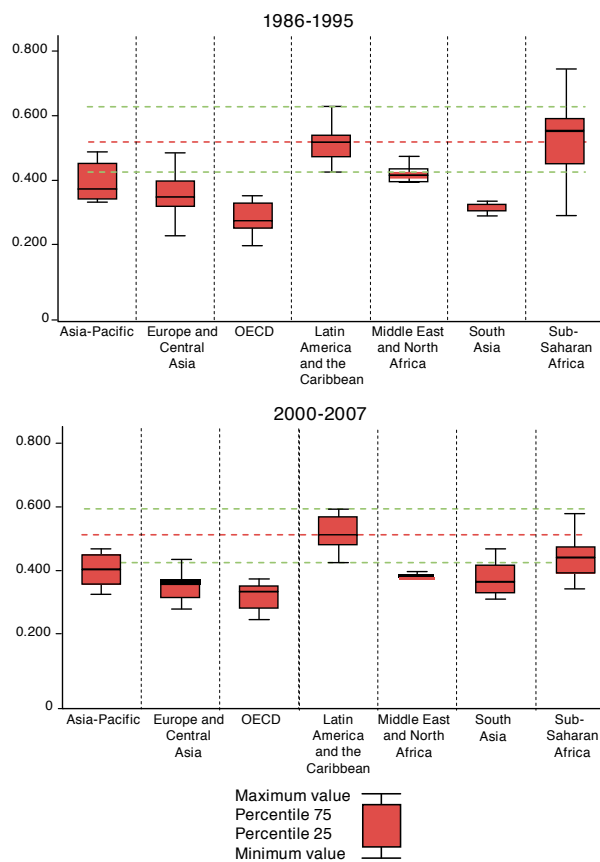 1986-1995
0.800
0.600
0.400
0.200
0
Asia-Pacific
Europe and
Central
Asia
OECD
Latin
America
and the
Caribbean
Middle East
and North
Africa
South
Asia
Sub-
Saharan
Africa
2000-2007
0.800
0.600
0.400
0.200
0
Asia-Pacific
Europe and
Central
Asia
OECD
Latin
America
and the
Caribbean
Middle East
and North
Africa
South
Asia
Sub-
Saharan
Africa
Maximum value
Percentile 75
Percentile 25
Minimum value